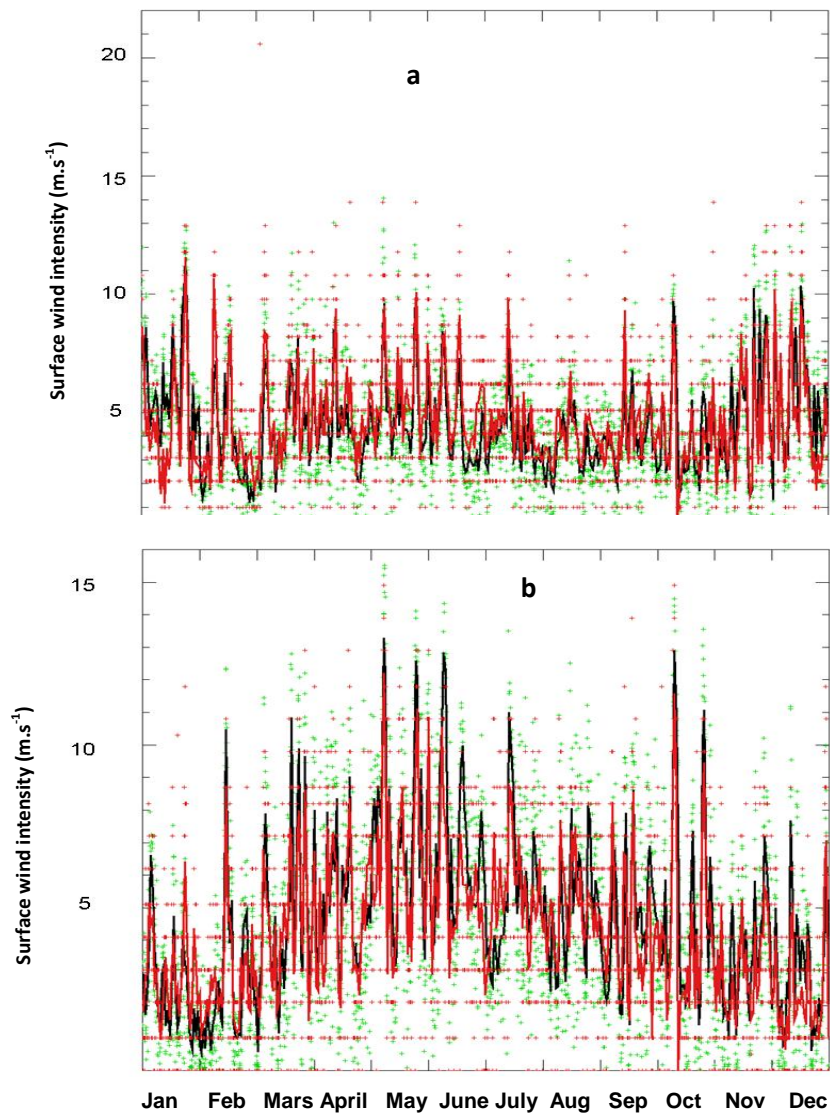 20
a
15
10
5
Surface wind intensity (m.s-1)
15
b
10
5
Surface wind intensity (m.s-1)
Jan Feb Mars April May June July Aug Sep Oct Nov Dec